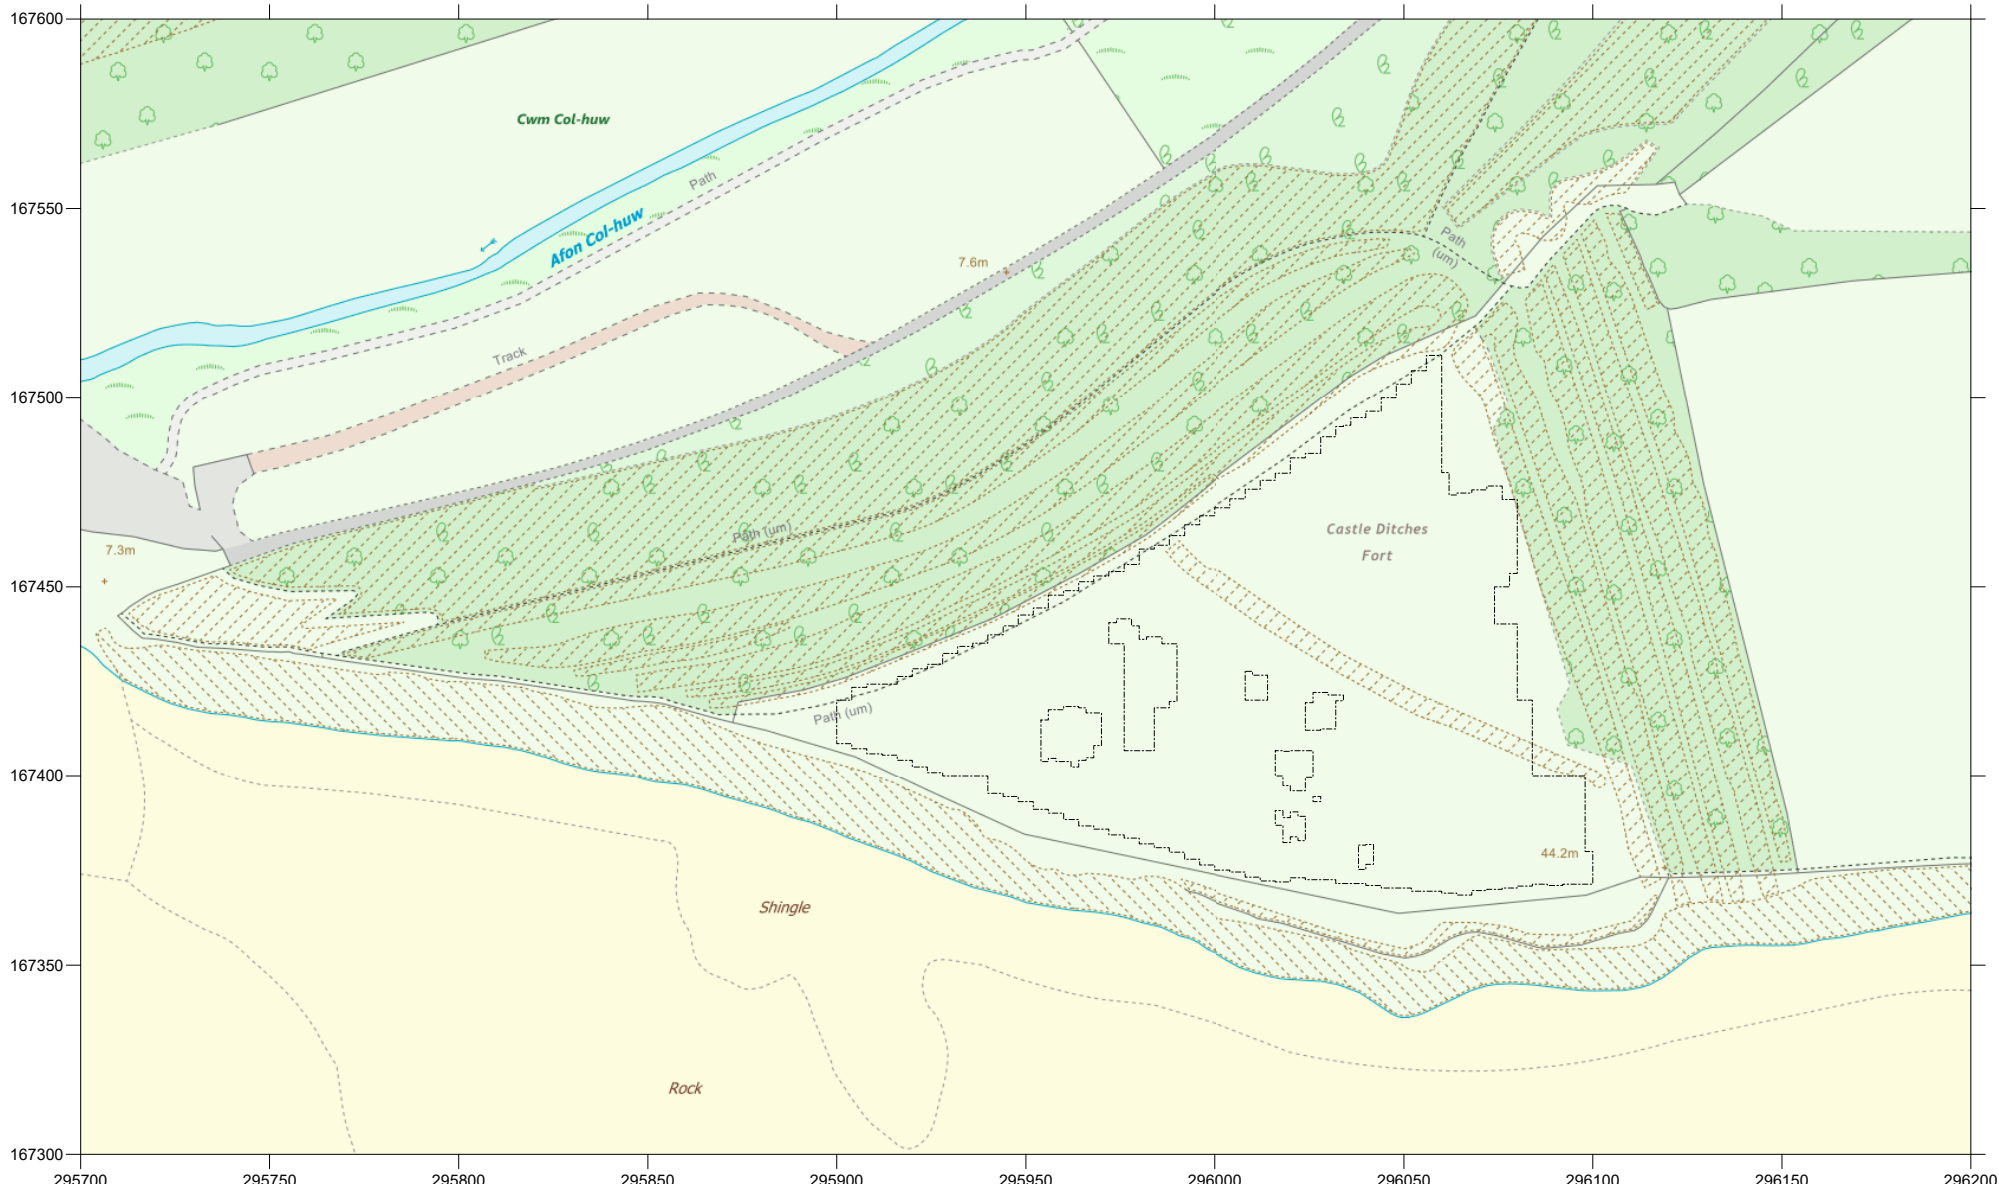 167600
Cwm Col-huw
Path
167550
Afon Col-huw
Path
(um)
7.6m
Track
167500
Castle Ditches
Fort
Path (um)
7.3m
167450
Path (um)
167400
44.2m
Shingle
167350
Rock
167300
295700
295750
295800
295850
295900
295950
296000
296050
296100
296150
296200